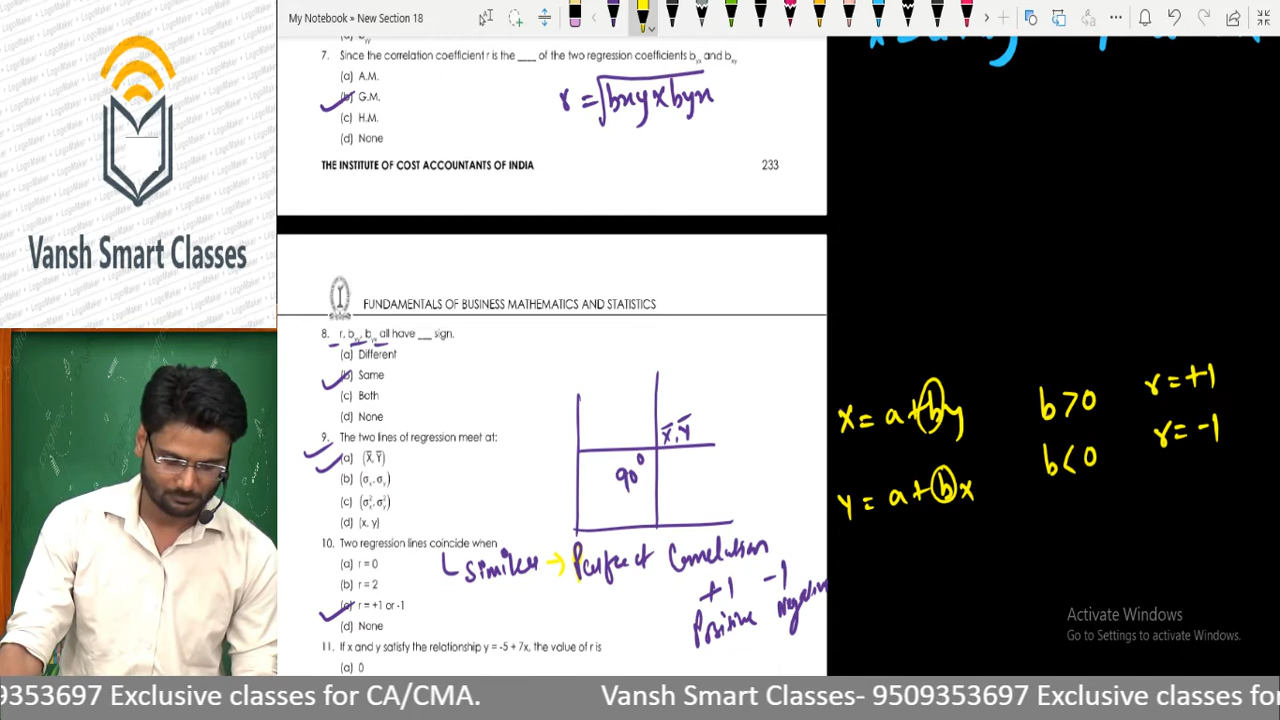 My Notebook » New Section 18
7. Since the correlation coefficient r is the ____ of the two regression coefficients byx and bxy
(a) A.M.
(b) G.M.
(c) H.M.
(d) None
r = √bxy x byx
THE INSTITUTE OF COST ACCOUNTANTS OF INDIA
233
Vansh Smart Classes
FUNDAMENTALS OF BUSINESS MATHEMATICS AND STATISTICS
8. r, bxy, byx all have ___ sign.
(a) Different
(b) Same
(c) Both
(d) None
9. The two lines of regression meet at:
(a) (X̅, Y̅)
(b) (σx, σy)
(c) (σx², σy²)
(d) (x, y)
X̅, Y̅
90°
10. Two regression lines coincide when
(a) r = 0
(b) r = 2
(c) r = +1 or -1
(d) None
Similer → Perfect Correlation
+1 -1
Positive Negative
11. If x and y satisfy the relationship y = -5 + 7x, the value of r is
(a) 0
x = a + by
b > 0
r = +1
y = a + bx
b < 0
r = -1
Activate Windows
Go to Settings to activate Windows.
9353697 Exclusive classes for CA/CMA. Vansh Smart Classes- 9509353697 Exclusive classes for